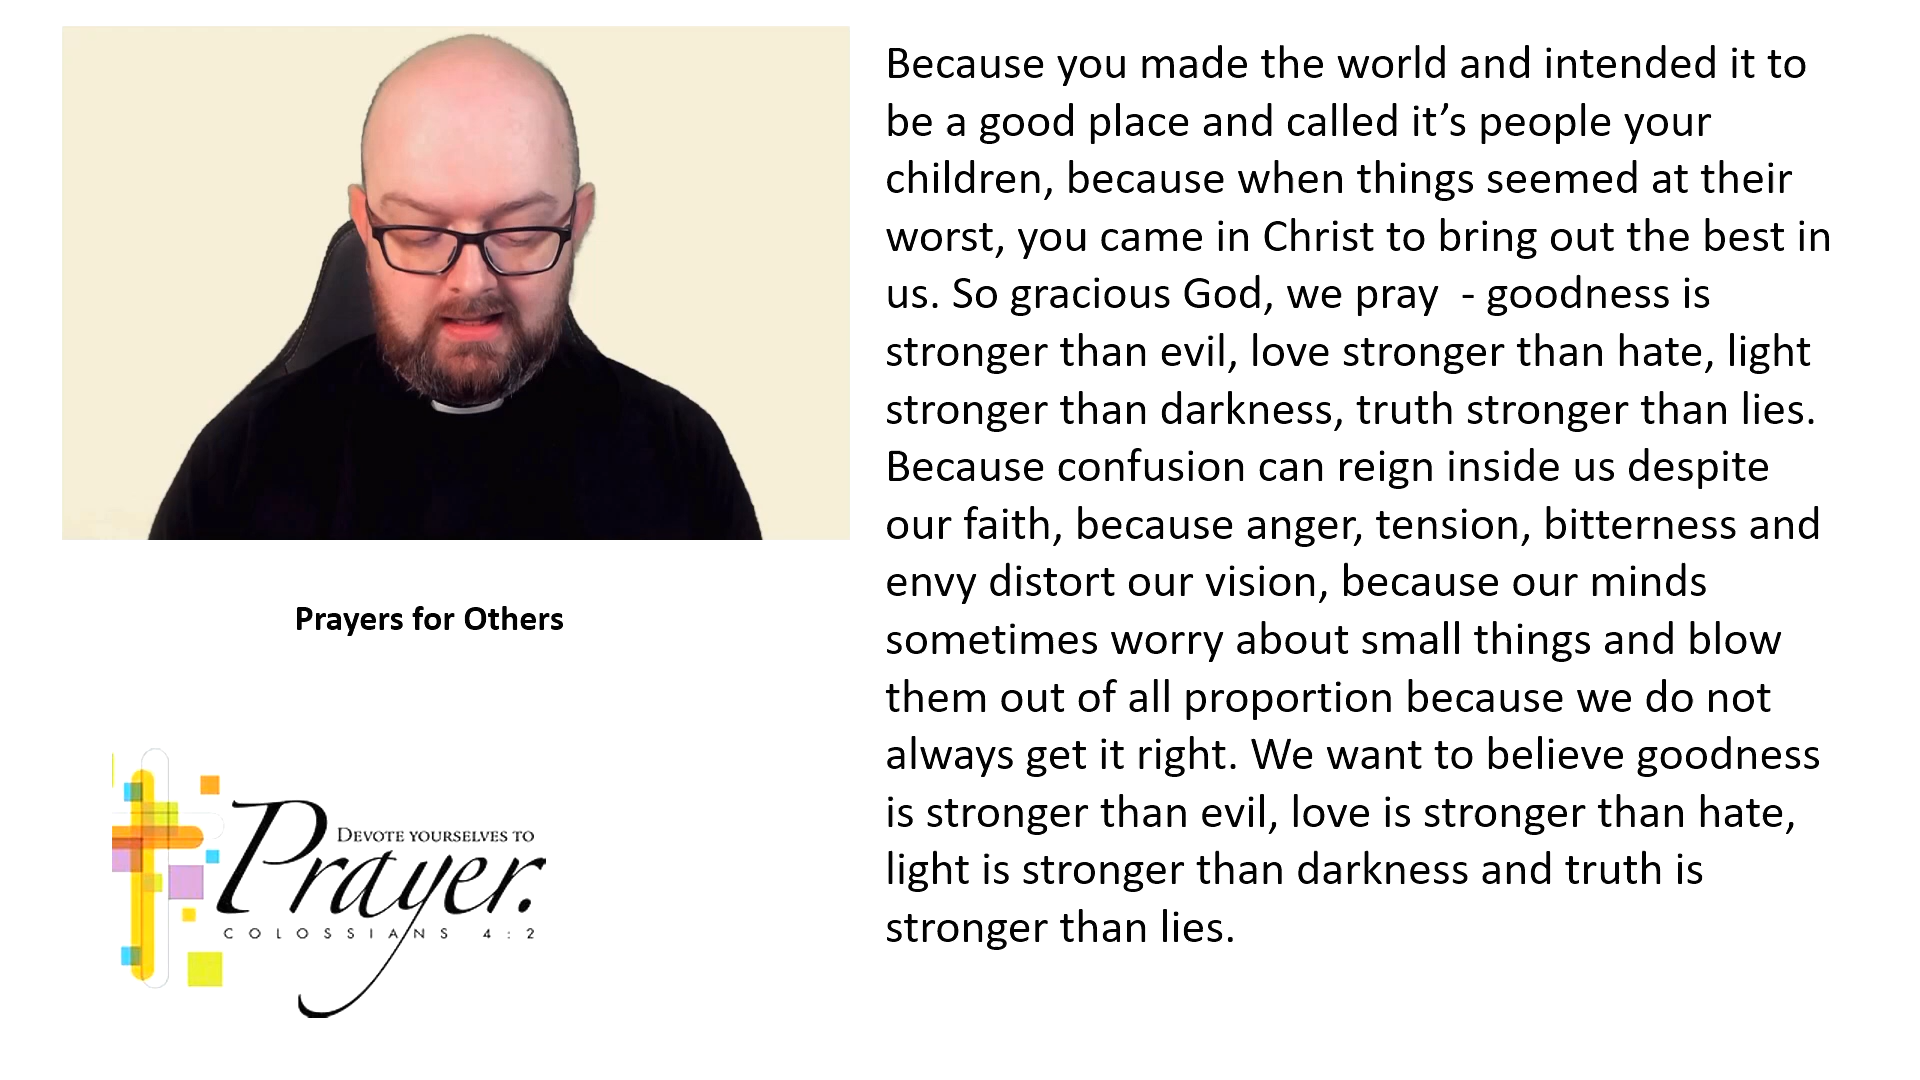 Because you made the world and intended it to
be a good place and called it’s people your
children, because when things seemed at their
worst, you came in Christ to bring out the best in
us. So gracious God, we pray  - goodness is
stronger than evil, love stronger than hate, light
stronger than darkness, truth stronger than lies.
Because confusion can reign inside us despite
our faith, because anger, tension, bitterness and
envy distort our vision, because our minds
sometimes worry about small things and blow
them out of all proportion because we do not
always get it right. We want to believe goodness
is stronger than evil, love is stronger than hate,
light is stronger than darkness and truth is
stronger than lies.
Prayers for Others
DEVOTE YOURSELVES TO
Prayer.
COLOSSIANS 4:2